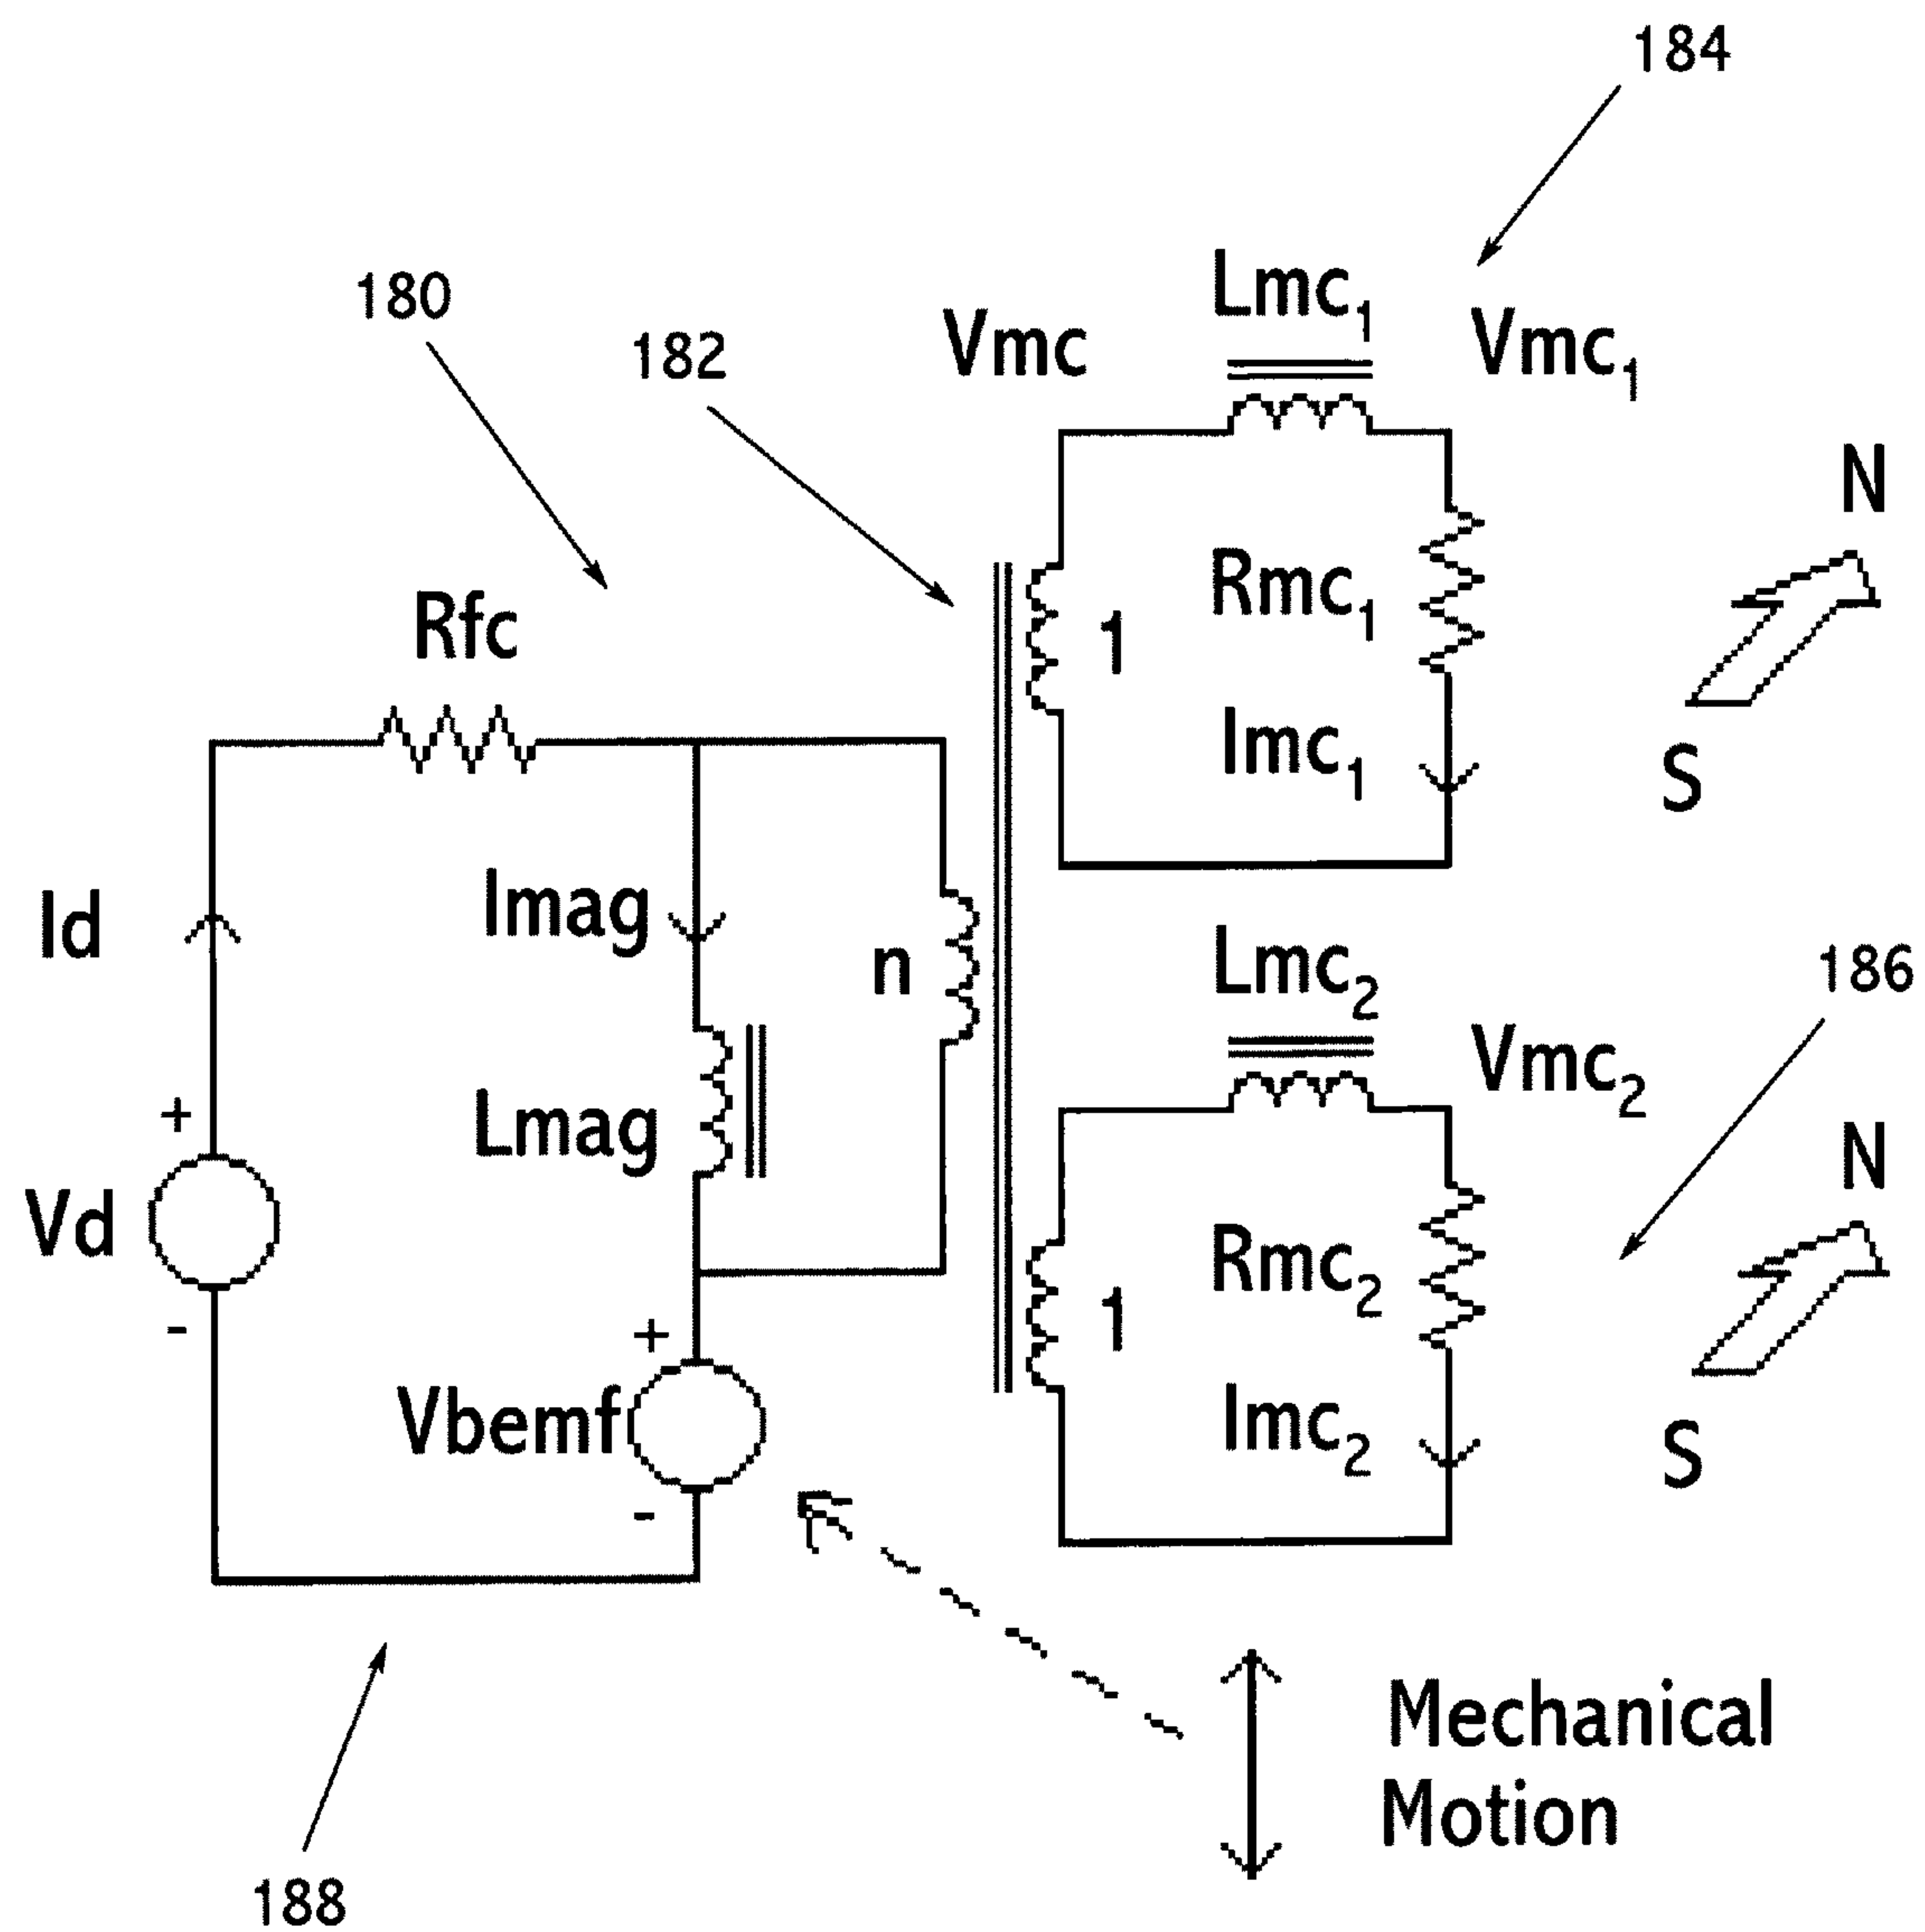 184
180
182
Vmc
Lmc₁
Vmc₁
N
Rfc
1
Rmc₁
Imc₁
S
Id
Imag
n
Lmc₂
186
Vmc₂
+
Lmag
N
Vd
1
Rmc₂
-
+
Vbemf
Imc₂
S
-
Mechanical
Motion
188